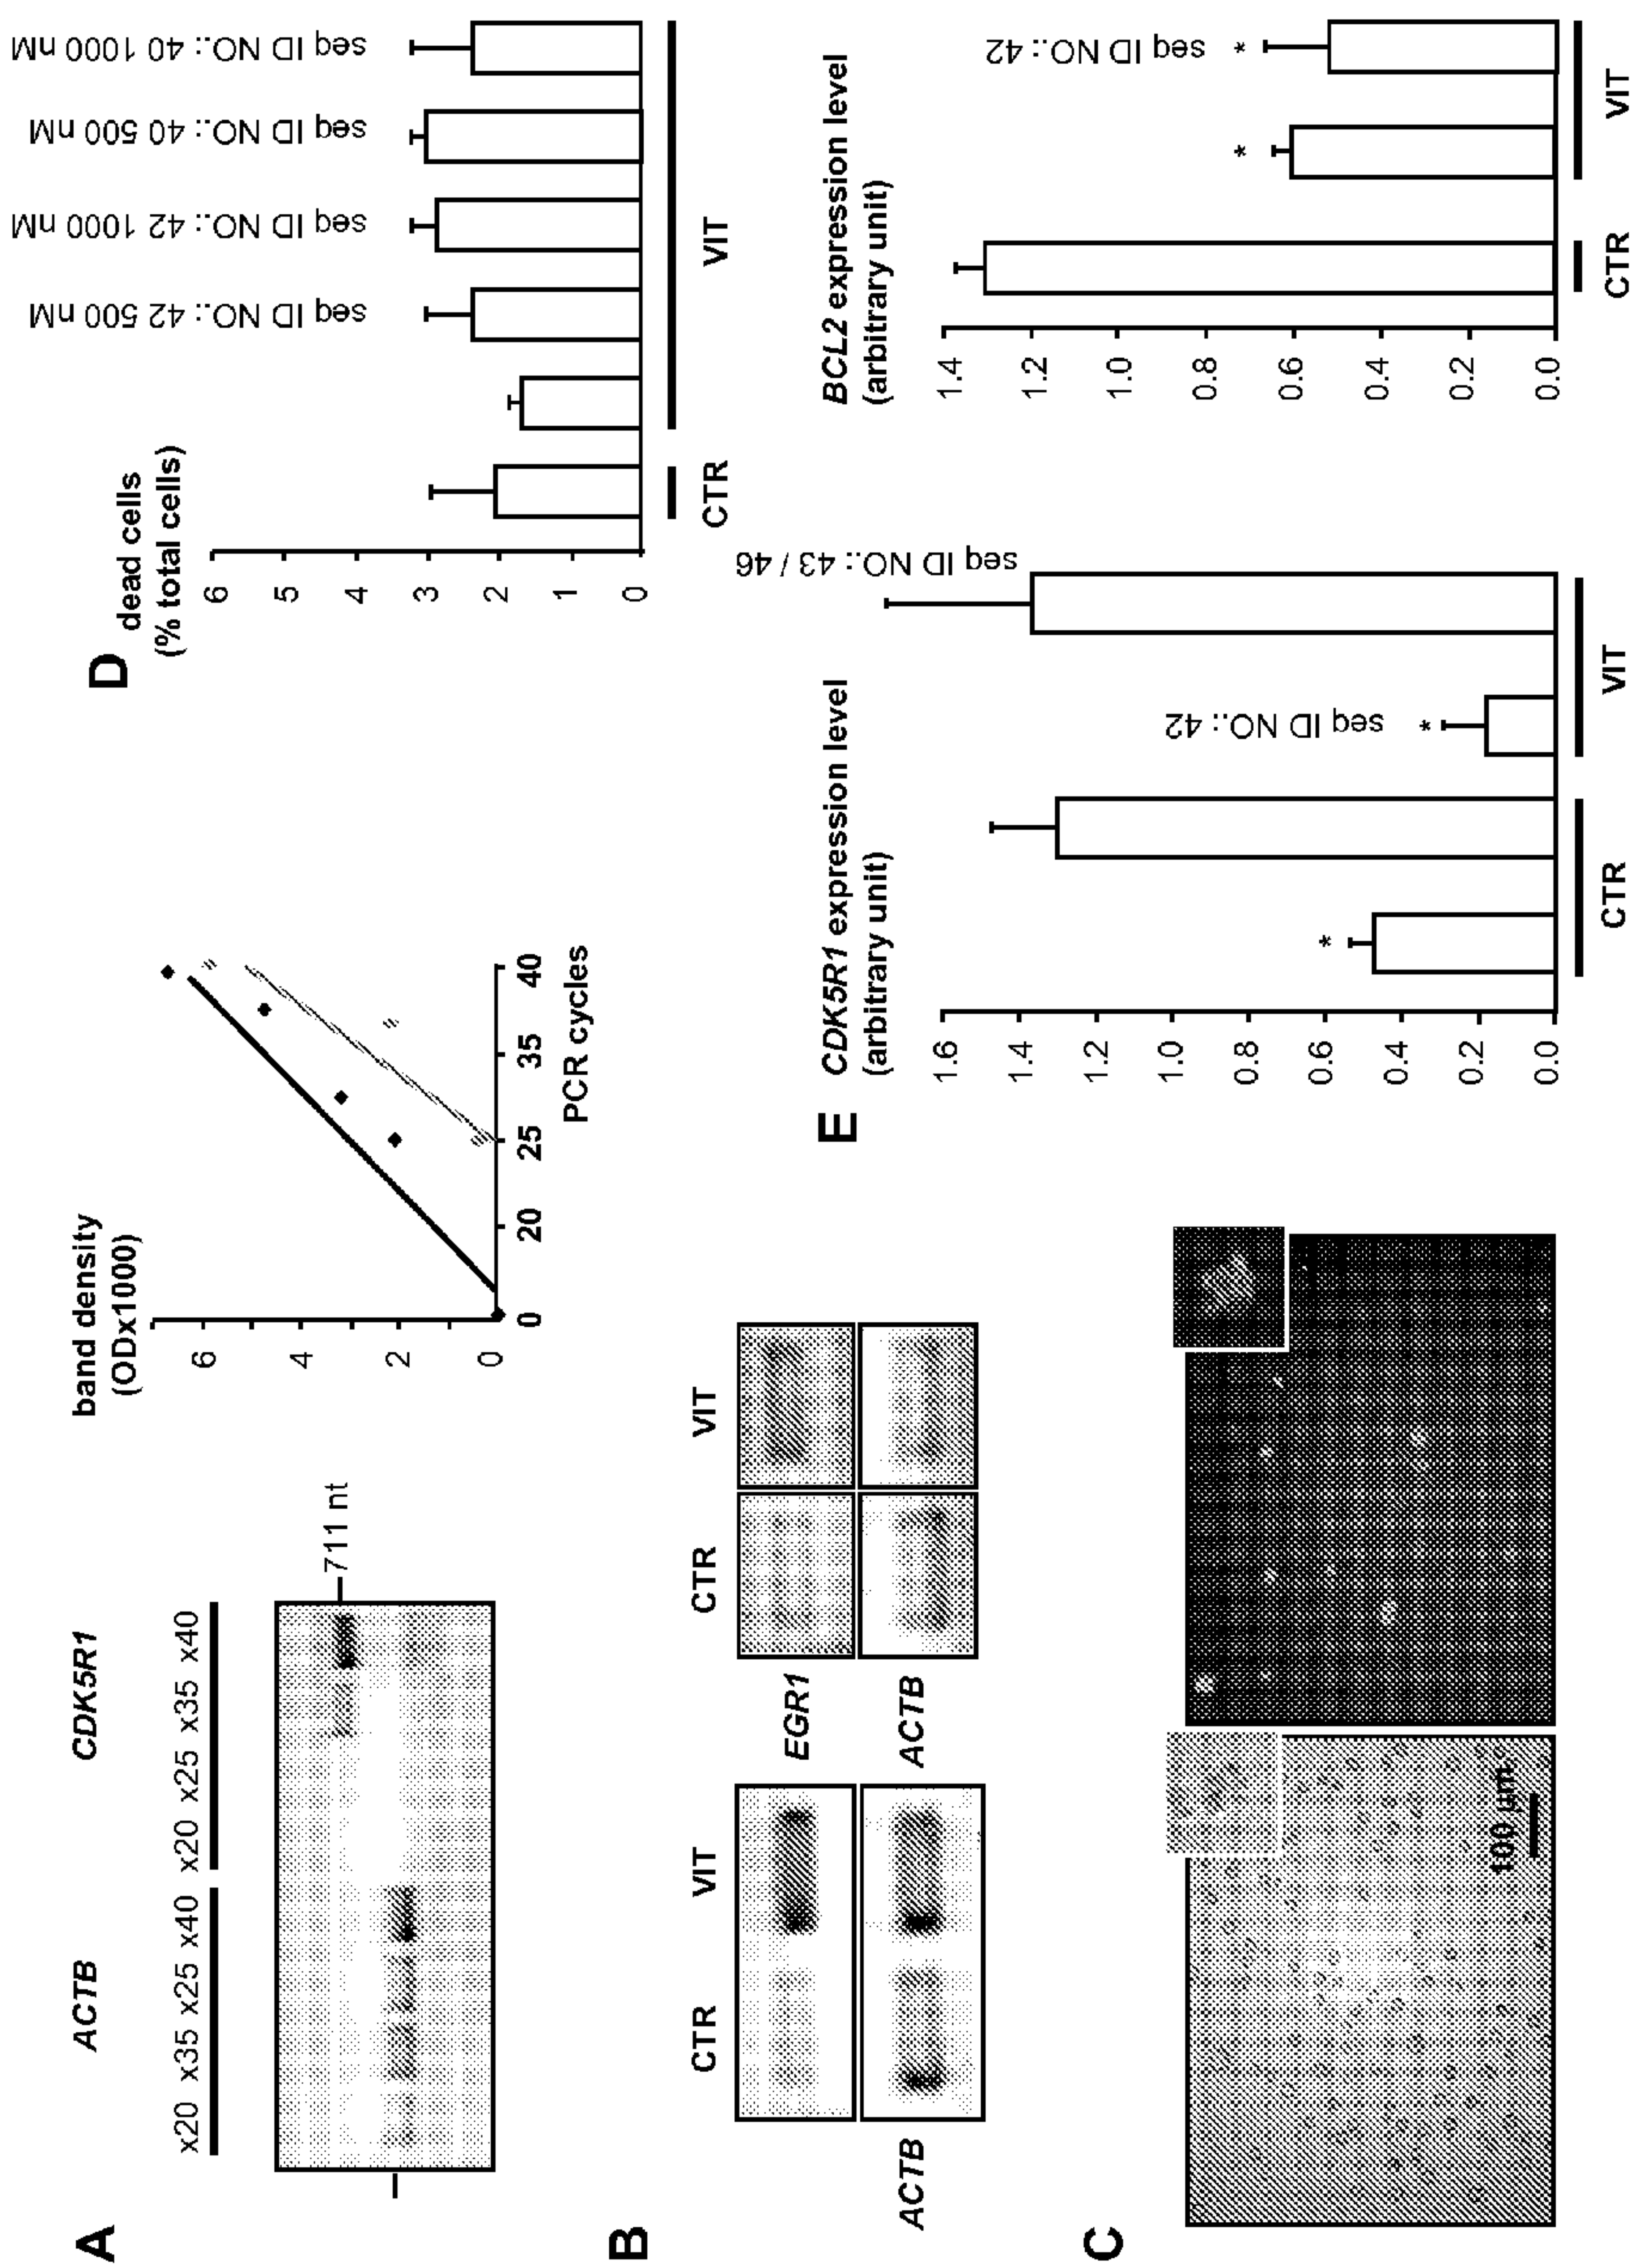 A
ACTB
CDK5R1
x20 x35 x25 x40
x20 x25 x35 x40
711 nt
band density
(ODx1000)
6
4
2
0
0 20 25 35 40
PCR cycles
B
CTR VIT
CTR VIT
EGR1
ACTB
ACTB
C
100 µm
D
dead cells
(% total cells)
6
5
4
3
2
1
0
seq ID NO.: 42 500 nM
seq ID NO.: 42 1000 nM
seq ID NO.: 40 500 nM
seq ID NO.: 40 1000 nM
CTR
VIT
E
CDK5R1 expression level
(arbitrary unit)
1.6
1.4
1.2
1.0
0.8
0.6
0.4
0.2
0.0
*
*
seq ID NO.: 42
seq ID NO.: 43 / 46
CTR
VIT
BCL2 expression level
(arbitrary unit)
1.4
1.2
1.0
0.8
0.6
0.4
0.2
0.0
*
*
seq ID NO.: 42
CTR
VIT